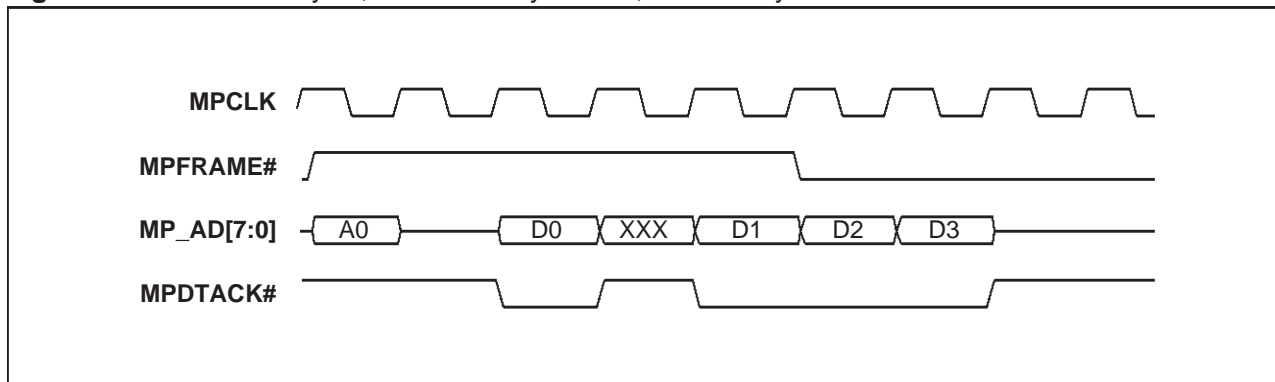 MPCLK
MPFRAME#
MP_AD[7:0] A0 D0 XXX D1 D2 D3
MPDTACK#